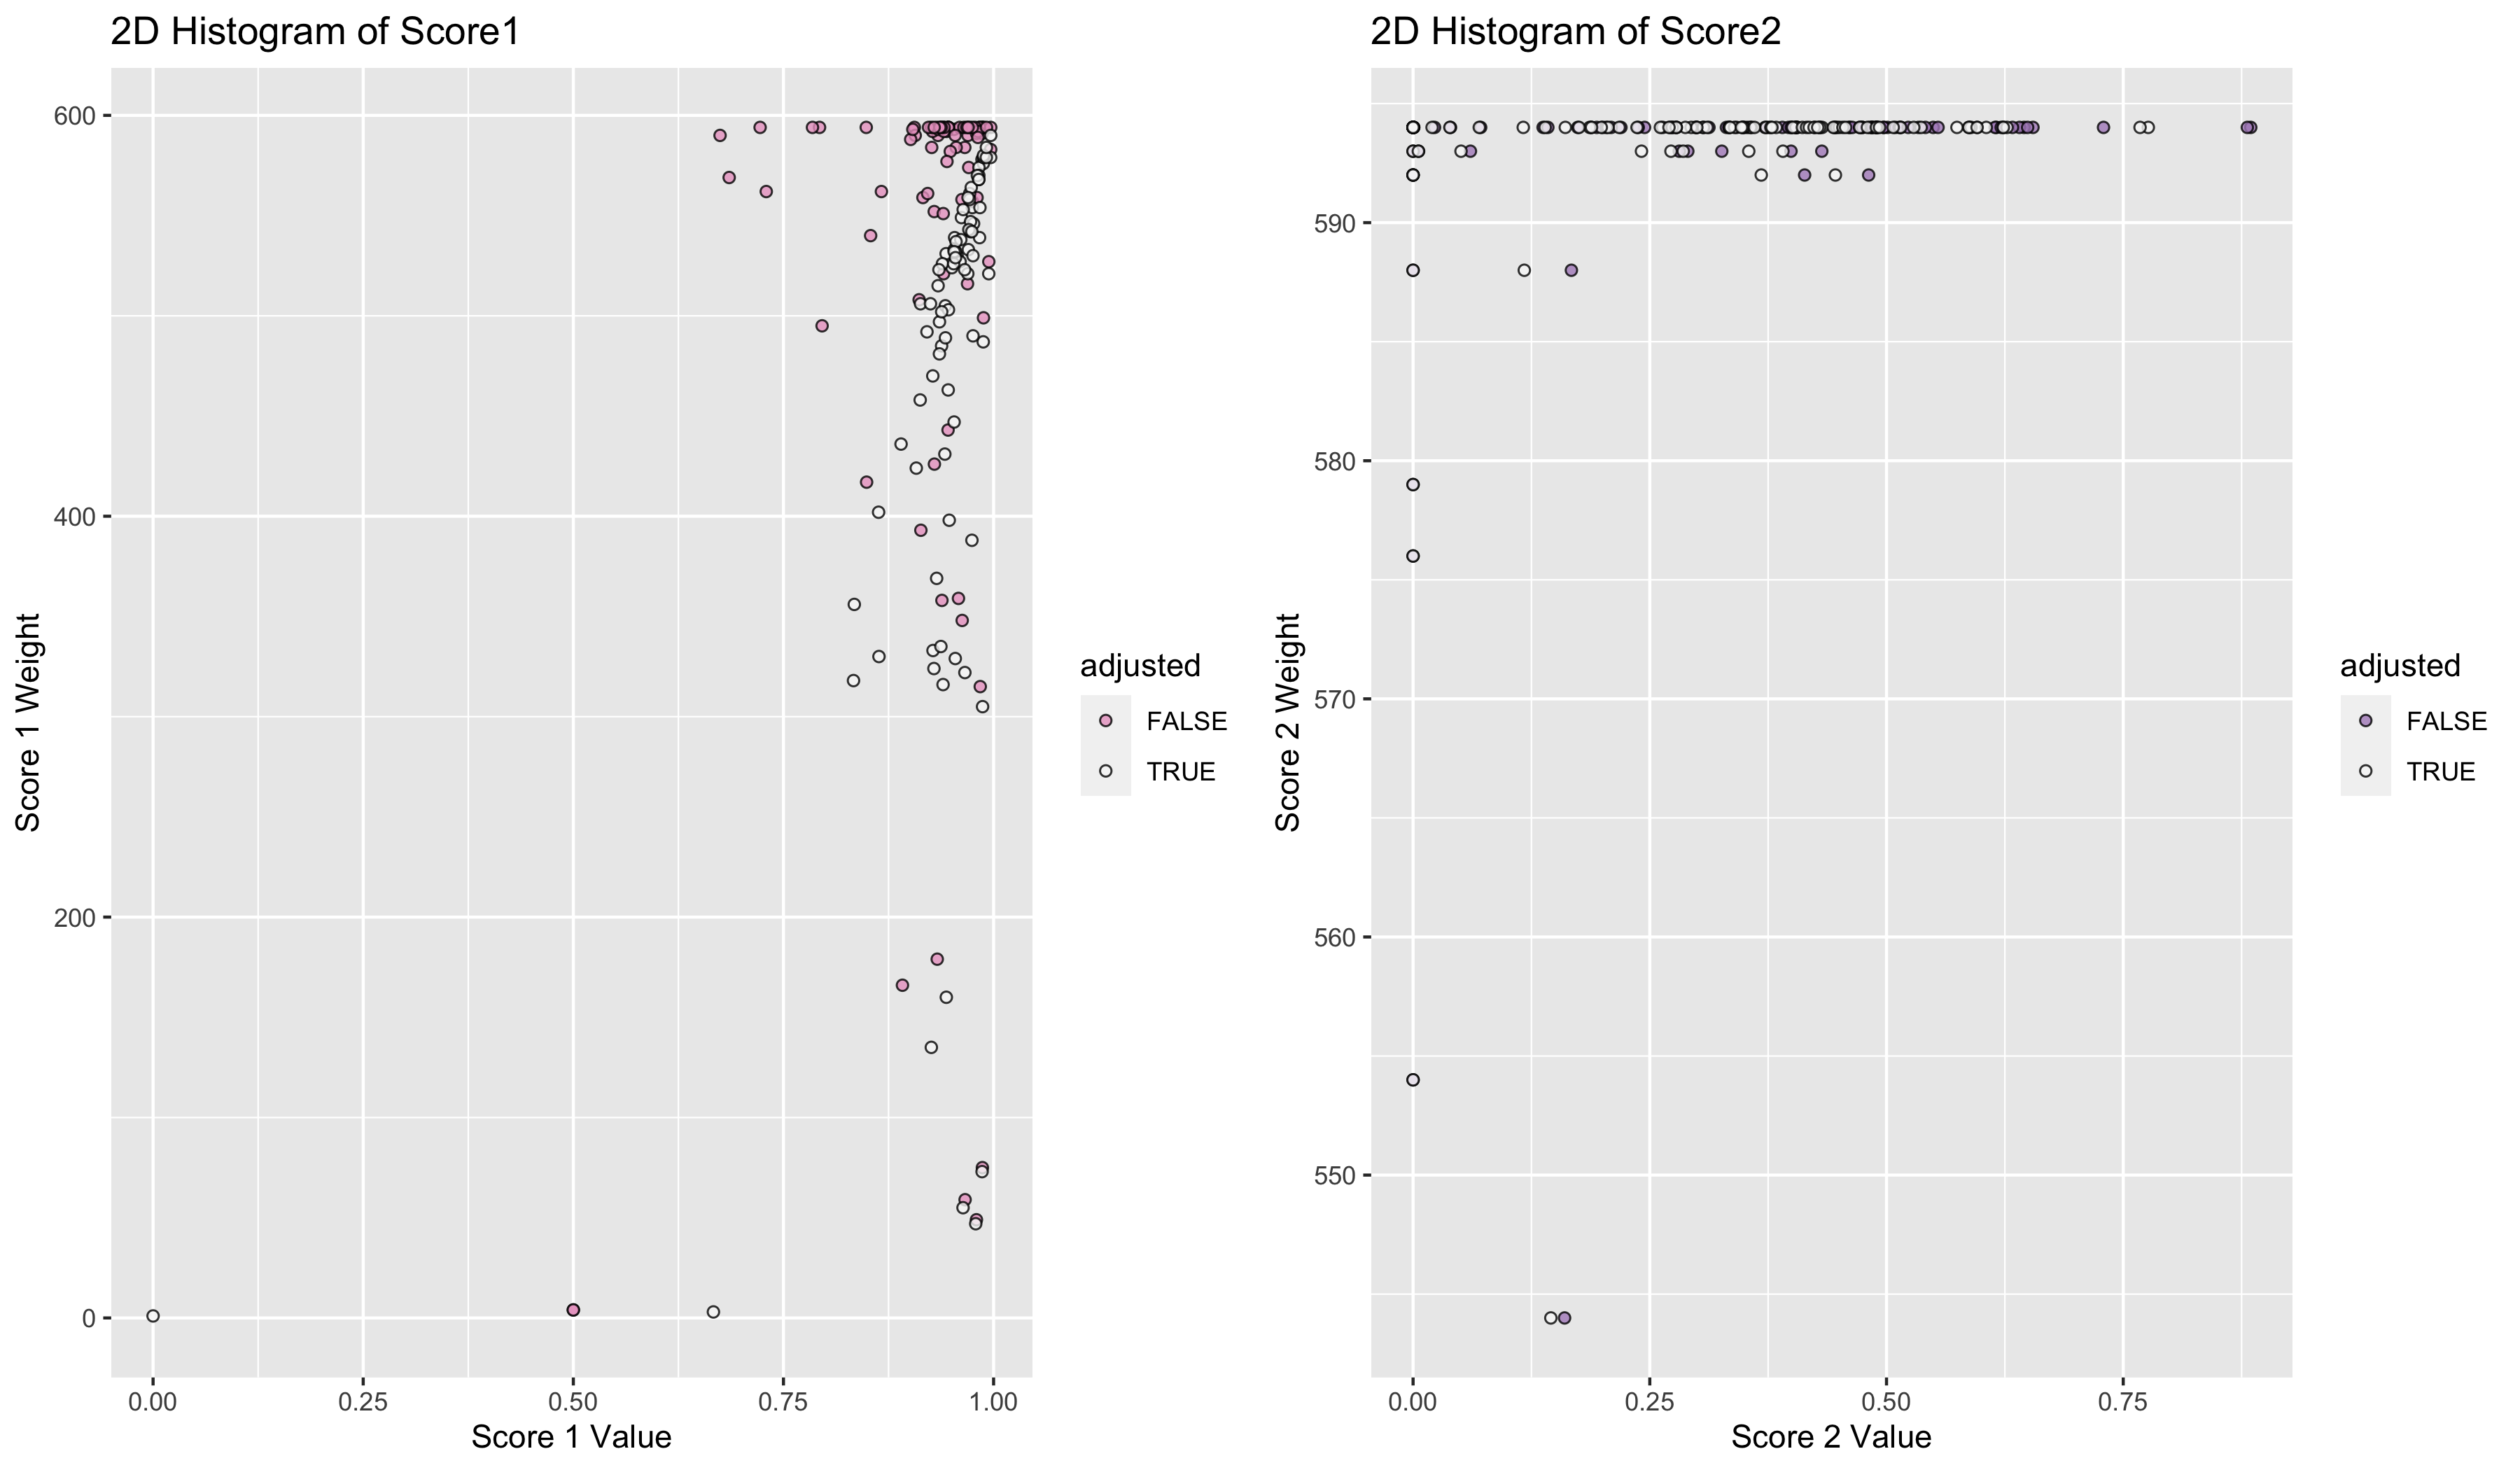 2D Histogram of Score1
600
400
200
0
Score 1 Weight
0.00 0.25 0.50 0.75 1.00
Score 1 Value
adjusted
FALSE
TRUE
2D Histogram of Score2
590
580
570
560
550
Score 2 Weight
0.00 0.25 0.50 0.75
Score 2 Value
adjusted
FALSE
TRUE